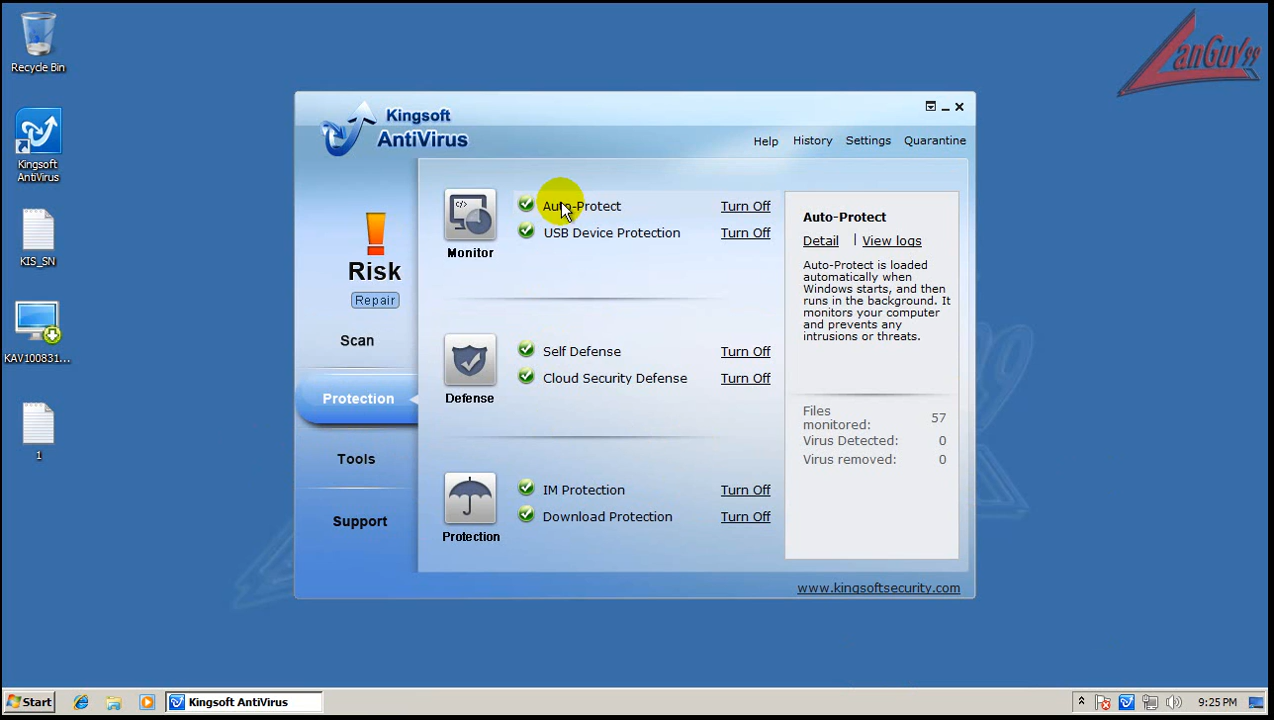 Recycle Bin
Kingsoft
AntiVirus
KIS_SN
KAV100831...
1
LanGuy99
Kingsoft
AntiVirus
Help
History
Settings
Quarantine
Risk
Repair
Scan
Protection
Tools
Support
Monitor
Auto-Protect
Turn Off
USB Device Protection
Turn Off
Defense
Self Defense
Turn Off
Cloud Security Defense
Turn Off
Protection
IM Protection
Turn Off
Download Protection
Turn Off
Auto-Protect
Detail | View logs
Auto-Protect is loaded
automatically when
Windows starts, and then
runs in the background. It
monitors your computer
and prevents any
intrusions or threats.
Files
monitored: 57
Virus Detected: 0
Virus removed: 0
www.kingsoftsecurity.com
Start
Kingsoft AntiVirus
9:25 PM